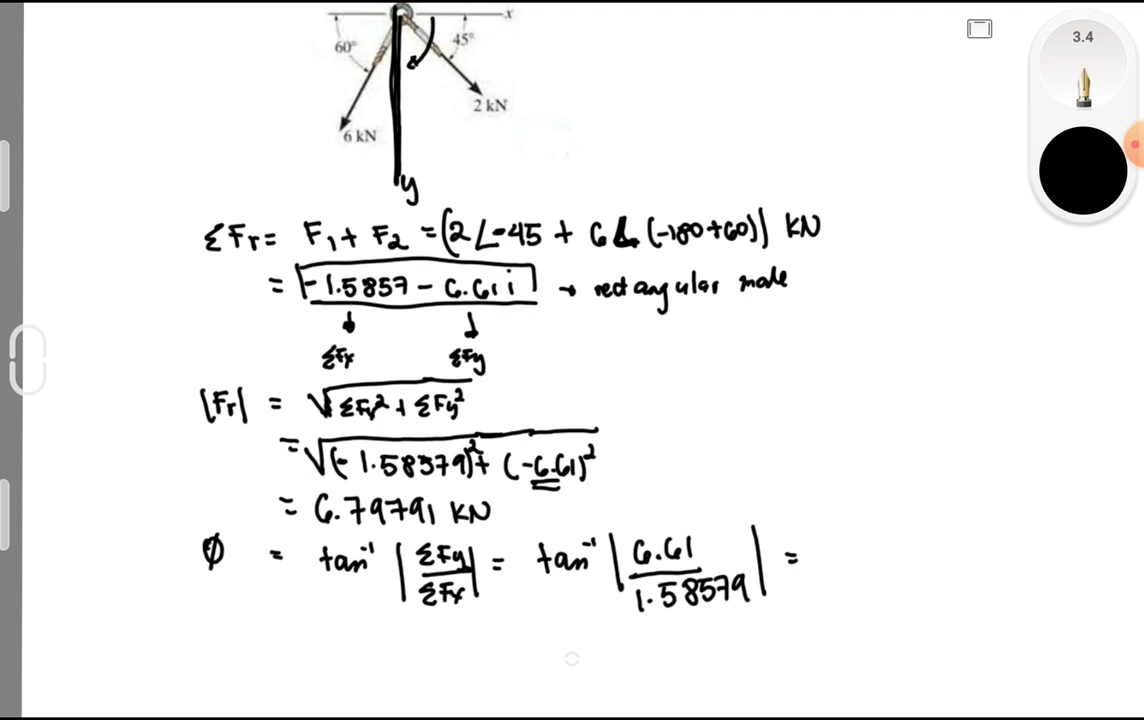 x
60°
45°
2 kN
6 kN
y
ΣFr = F1 + F2 = (2 ∠-45 + 6∠(-180+60)) KN
= -1.5857 - 6.61i → rectangular mode
ΣFx ΣFy
|Fr| = √ΣFx² + ΣFy²
= √(-1.58579)² + (-6.61)²
= 6.79791 KN
Ø = tan⁻¹ |ΣFy/ΣFx| = tan⁻¹ |6.61/1.58579| =
3.4